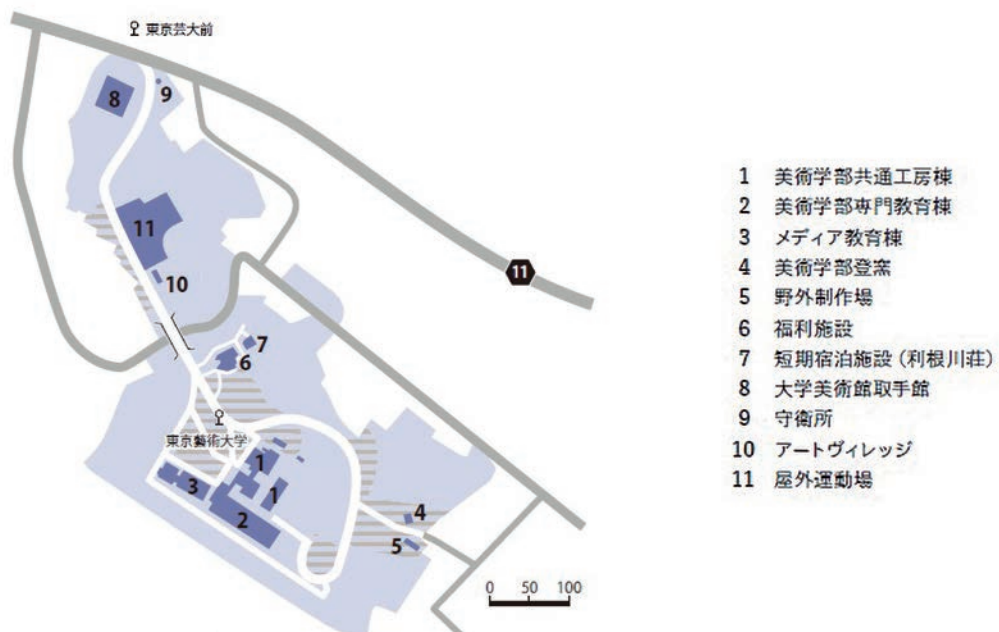 東京芸大前
8
9
11
10
11
7
6
東京藝術大学
1
1
3
2
4
5
0 50 100
1 美術学部共通工房棟
2 美術学部専門教育棟
3 メディア教育棟
4 美術学部登窯
5 野外制作場
6 福利施設
7 短期宿泊施設（利根川荘）
8 大学美術館取手館
9 守衛所
10 アートヴィレッジ
11 屋外運動場